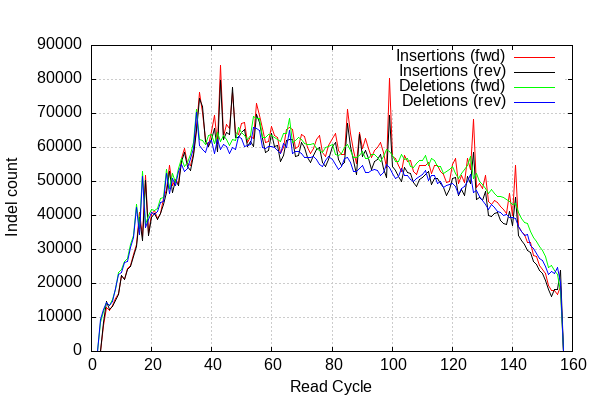 90000
80000
70000
60000
50000
40000
30000
20000
10000
0
Indel count
Insertions (fwd)
Insertions (rev)
Deletions (fwd)
Deletions (rev)
0 20 40 60 80 100 120 140 160
Read Cycle